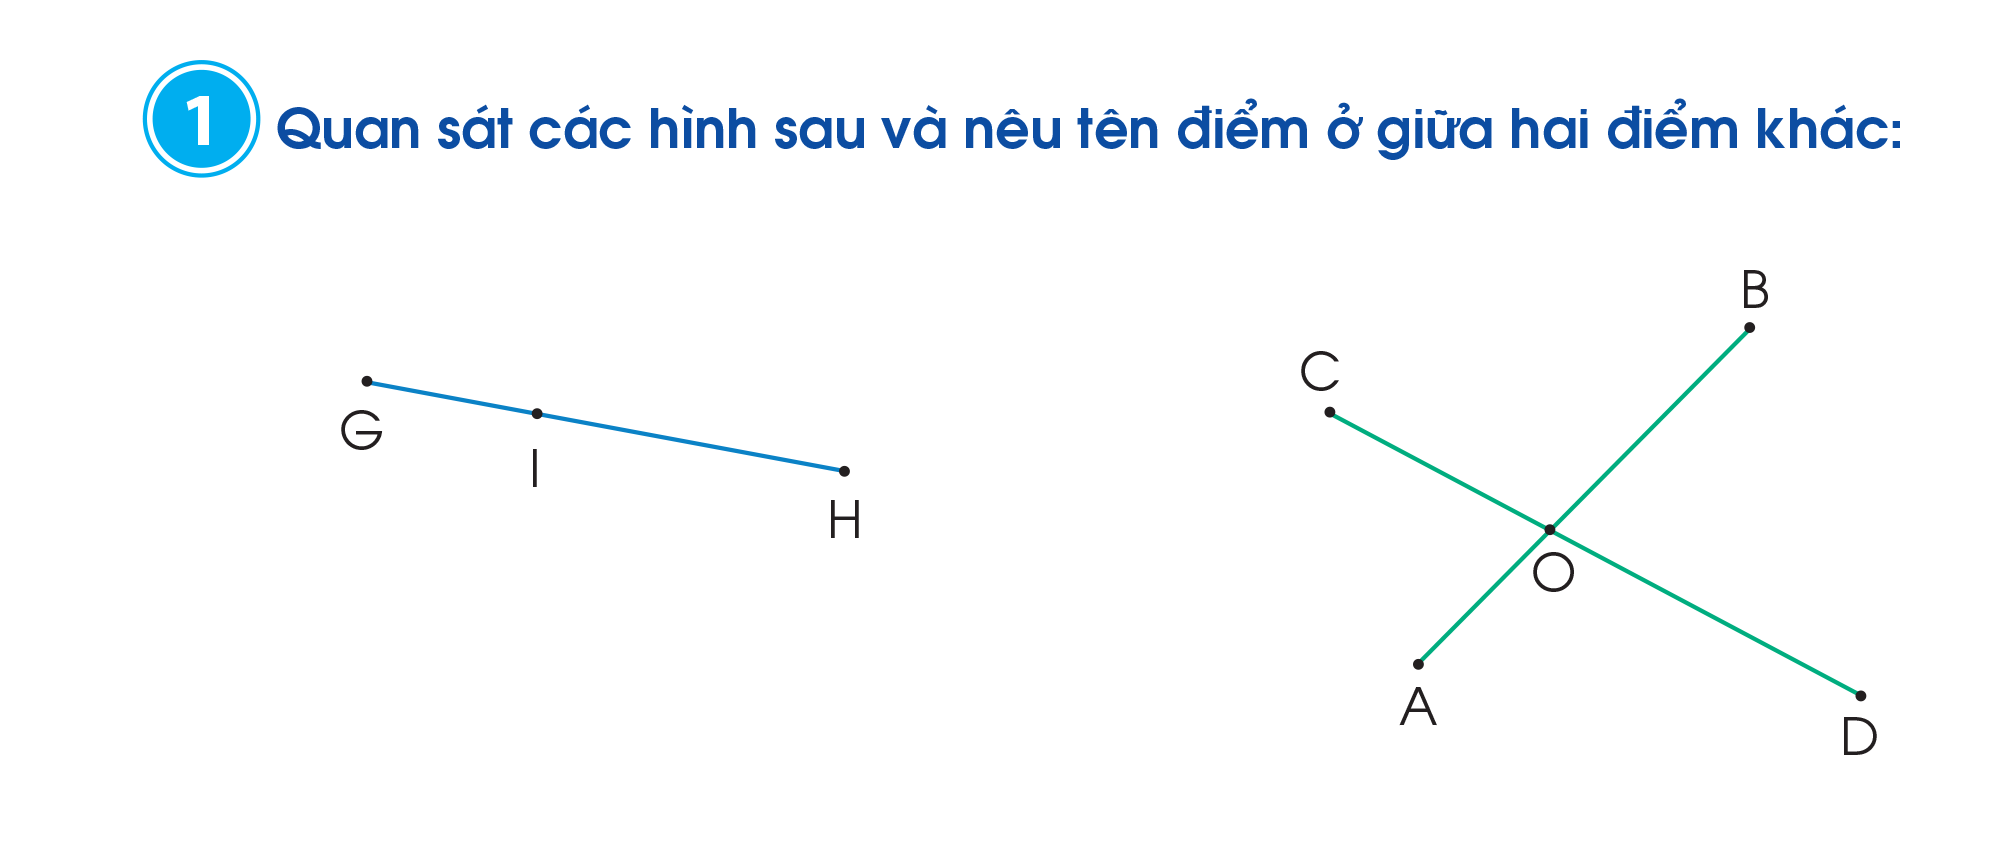 1 Quan sát các hình sau và nêu tên điểm ở giữa hai điểm khác:
B
C
G
I
H
O
A
D